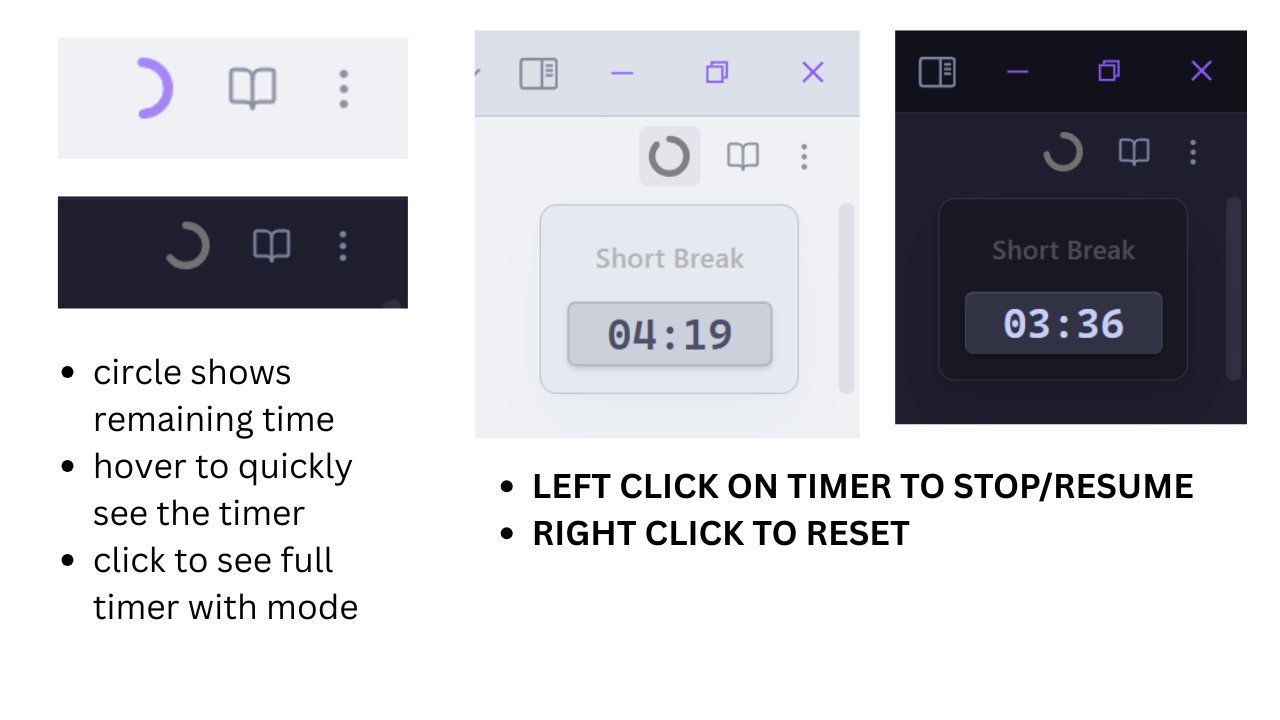 Short Break
04:19
Short Break
03:36
• circle shows
remaining time
• hover to quickly
see the timer
• click to see full
timer with mode
• LEFT CLICK ON TIMER TO STOP/RESUME
• RIGHT CLICK TO RESET